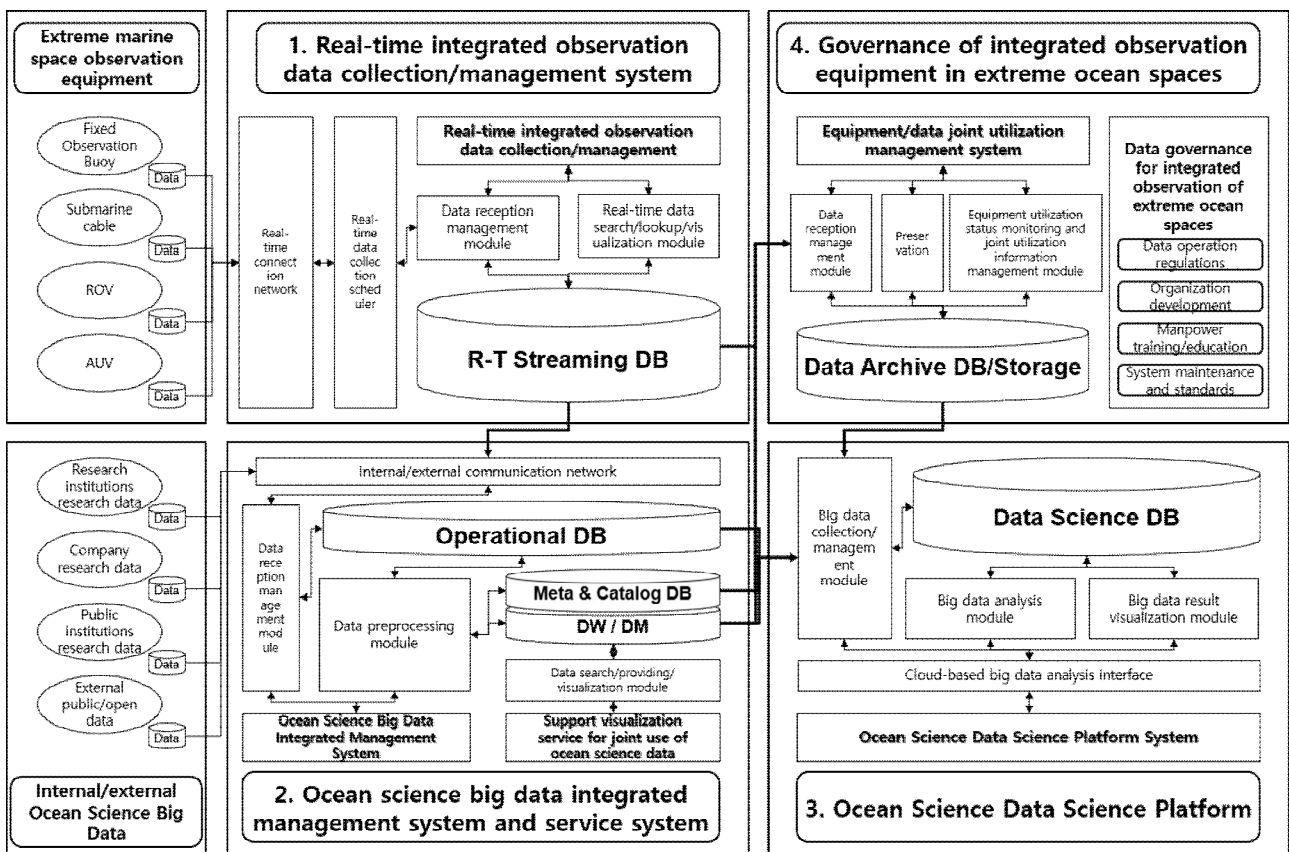 Extreme marine
space observation
equipment
Fixed
Observation
Buoy
Data
Submarine
cable
Data
ROV
Data
AUV
Data
1. Real-time integrated observation
data collection/management system
Real-
time
connect
ion
network
Real-
time data
collec
tion
sched
uler
Real-time integrated observation
data collection/management
Data reception
management module
Real-time data
search/lookup/vis
ualization module
R-T Streaming DB
4. Governance of integrated observation
equipment in extreme ocean spaces
Equipment/data joint utilization
management system
Data
reception
manage
ment
module
Preser
vation
Equipment utilization
status monitoring and
joint utilization
information
management module
Data Archive DB/Storage
Data governance
for integrated
observation of
extreme ocean
spaces
Data operation
regulations
Organization
development
Manpower
training/education
System maintenance
and standards
Research
institutions
research data
Data
Company
research data
Data
Public
institutions
research data
Data
External
public/open
data
Data
Internal/external
Ocean Science Big
Data
Internal/external communication network
Data
rece
ption
man
age
ment
mod
ule
Operational DB
Data preprocessing
module
Meta & Catalog DB
DW / DM
Data search/providing/
visualization module
Ocean Science Big Data
Integrated Management
System
Support visualization
service for joint use of
ocean science data
2. Ocean science big data integrated
management system and service system
Big data
collection/
managem
ent
module
Data Science DB
Big data analysis
module
Big data result
visualization module
Cloud-based big data analysis interface
Ocean Science Data Science Platform System
3. Ocean Science Data Science Platform